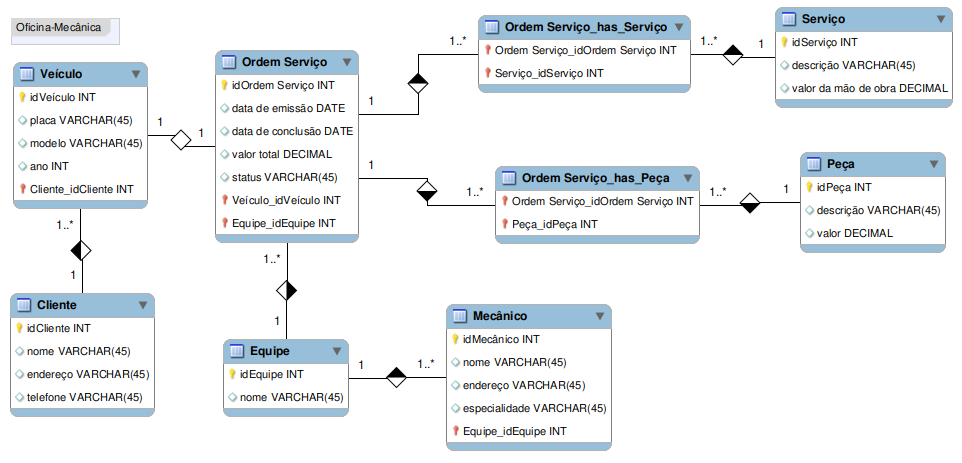 Oficina-Mecânica
Veículo
idVeículo INT
placa VARCHAR(45)
modelo VARCHAR(45)
ano INT
Cliente_idCliente INT
1
1
1..*
1
Cliente
idCliente INT
nome VARCHAR(45)
endereço VARCHAR(45)
telefone VARCHAR(45)
Ordem Serviço
idOrdem Serviço INT
data de emissão DATE
data de conclusão DATE
valor total DECIMAL
status VARCHAR(45)
Veículo_idVeículo INT
Equipe_idEquipe INT
1
1..*
1
1..*
1..*
1
Equipe
idEquipe INT
nome VARCHAR(45)
1
1..*
Mecânico
idMecânico INT
nome VARCHAR(45)
endereço VARCHAR(45)
especialidade VARCHAR(45)
Equipe_idEquipe INT
Ordem Serviço_has_Serviço
Ordem Serviço_idOrdem Serviço INT
Serviço_idServiço INT
1..*
1
Serviço
idServiço INT
descrição VARCHAR(45)
valor da mão de obra DECIMAL
Ordem Serviço_has_Peça
Ordem Serviço_idOrdem Serviço INT
Peça_idPeça INT
1..*
1
Peça
idPeça INT
descrição VARCHAR(45)
valor DECIMAL